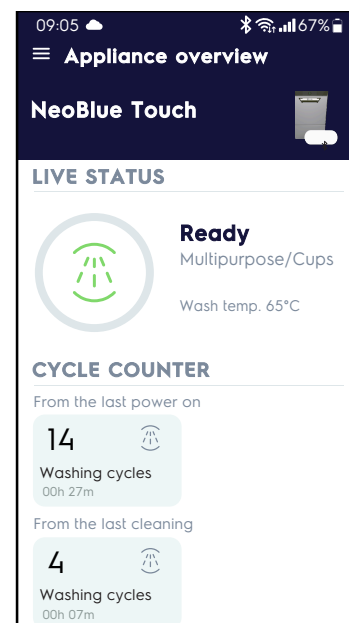 09:05 67%
Appliance overview
NeoBlue Touch
LIVE STATUS
Ready
Multipurpose/Cups
Wash temp. 65°C
CYCLE COUNTER
From the last power on
14
Washing cycles
00h 27m
From the last cleaning
4
Washing cycles
00h 07m